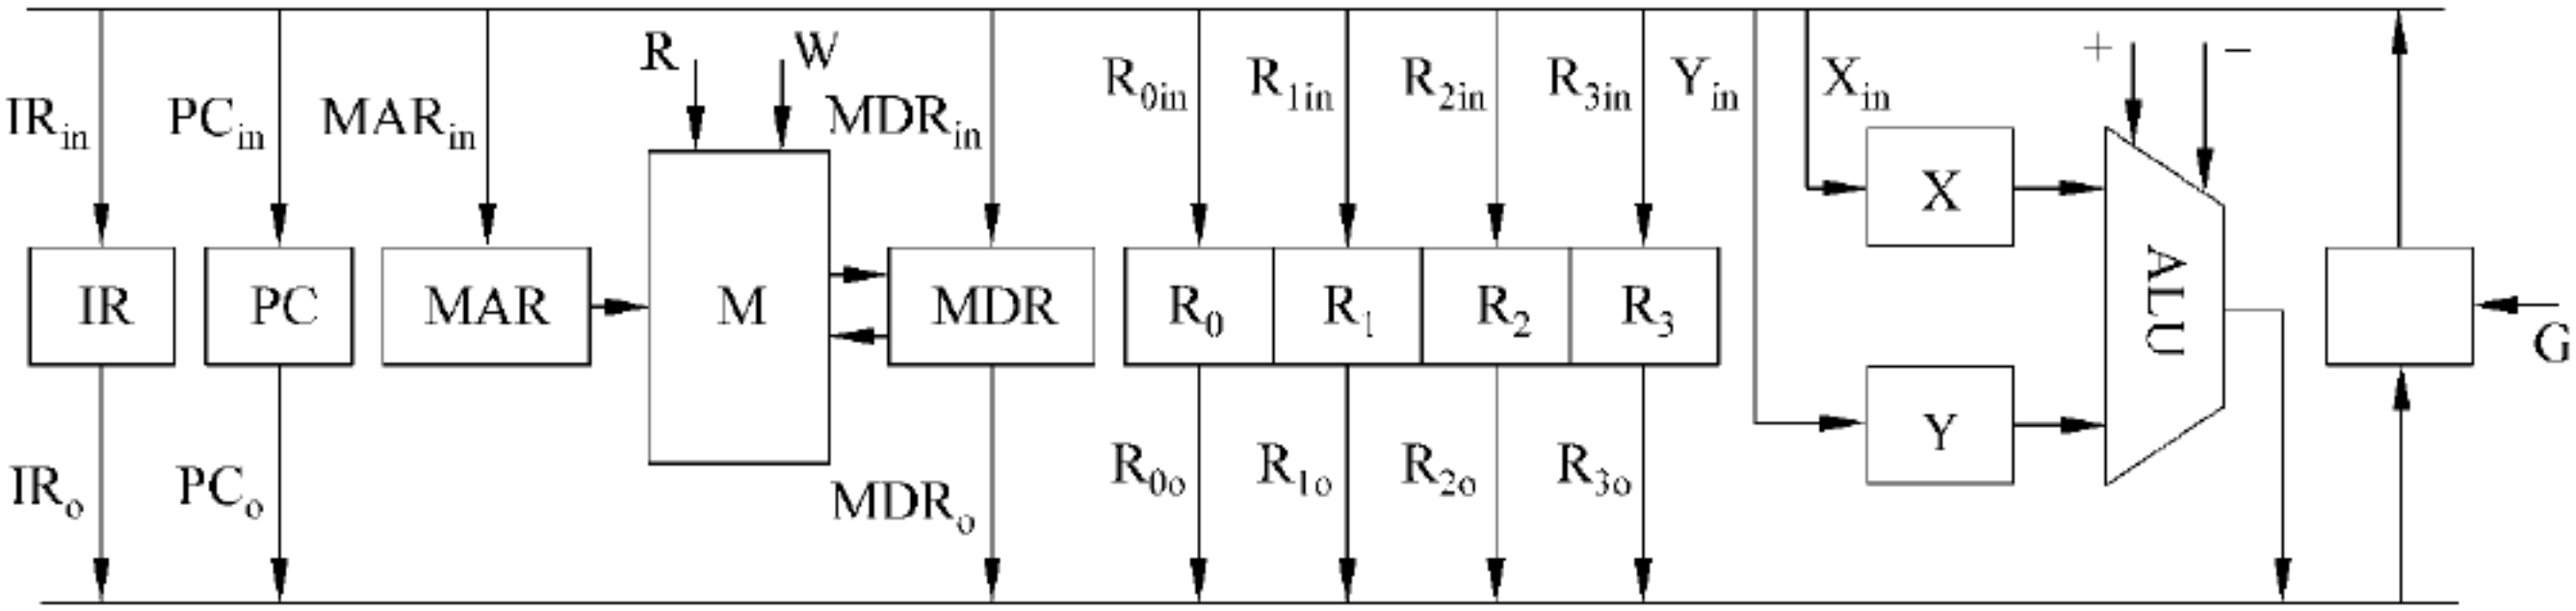 R W
+ −
IRin PCin MARin MDRin R0in R1in R2in R3in Yin Xin
X
IR PC MAR M MDR R0 R1 R2 R3 ALU
G
Y
IRo PCo MDRo R0o R1o R2o R3o